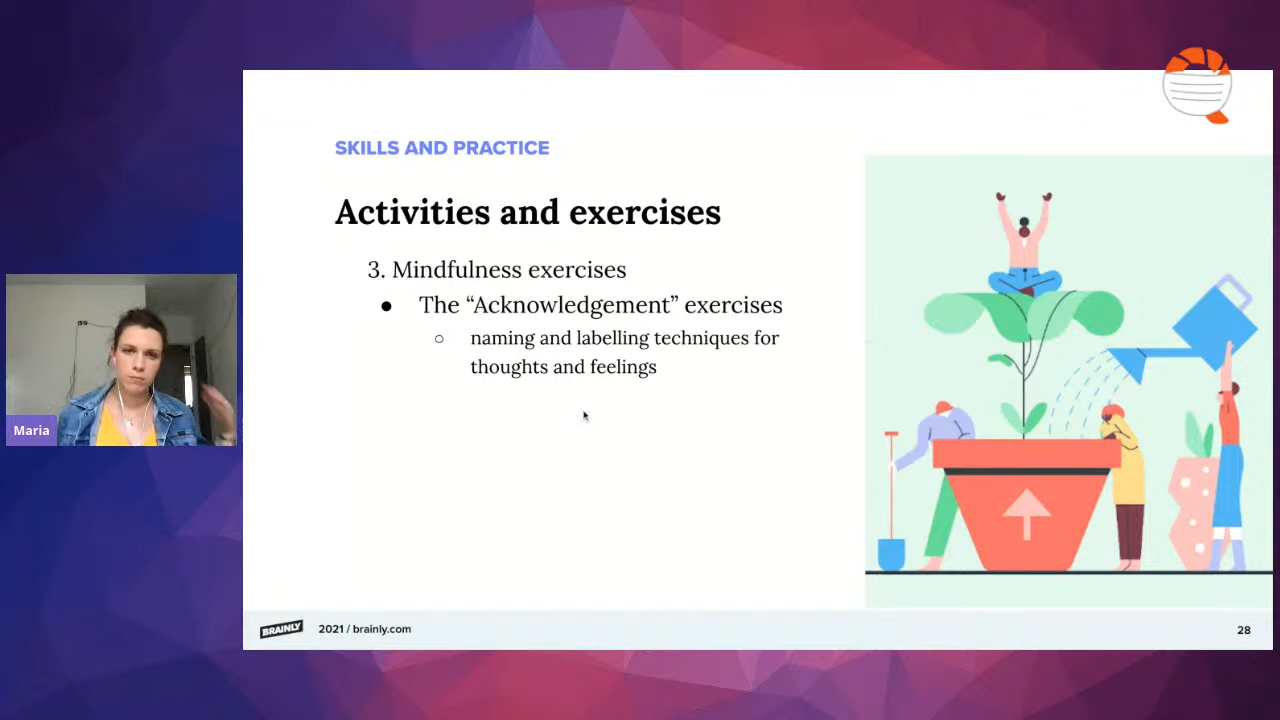 SKILLS AND PRACTICE
Activities and exercises
3. Mindfulness exercises
● The “Acknowledgement” exercises
○ naming and labelling techniques for
thoughts and feelings
Maria
BRAINLY 2021 / brainly.com 28